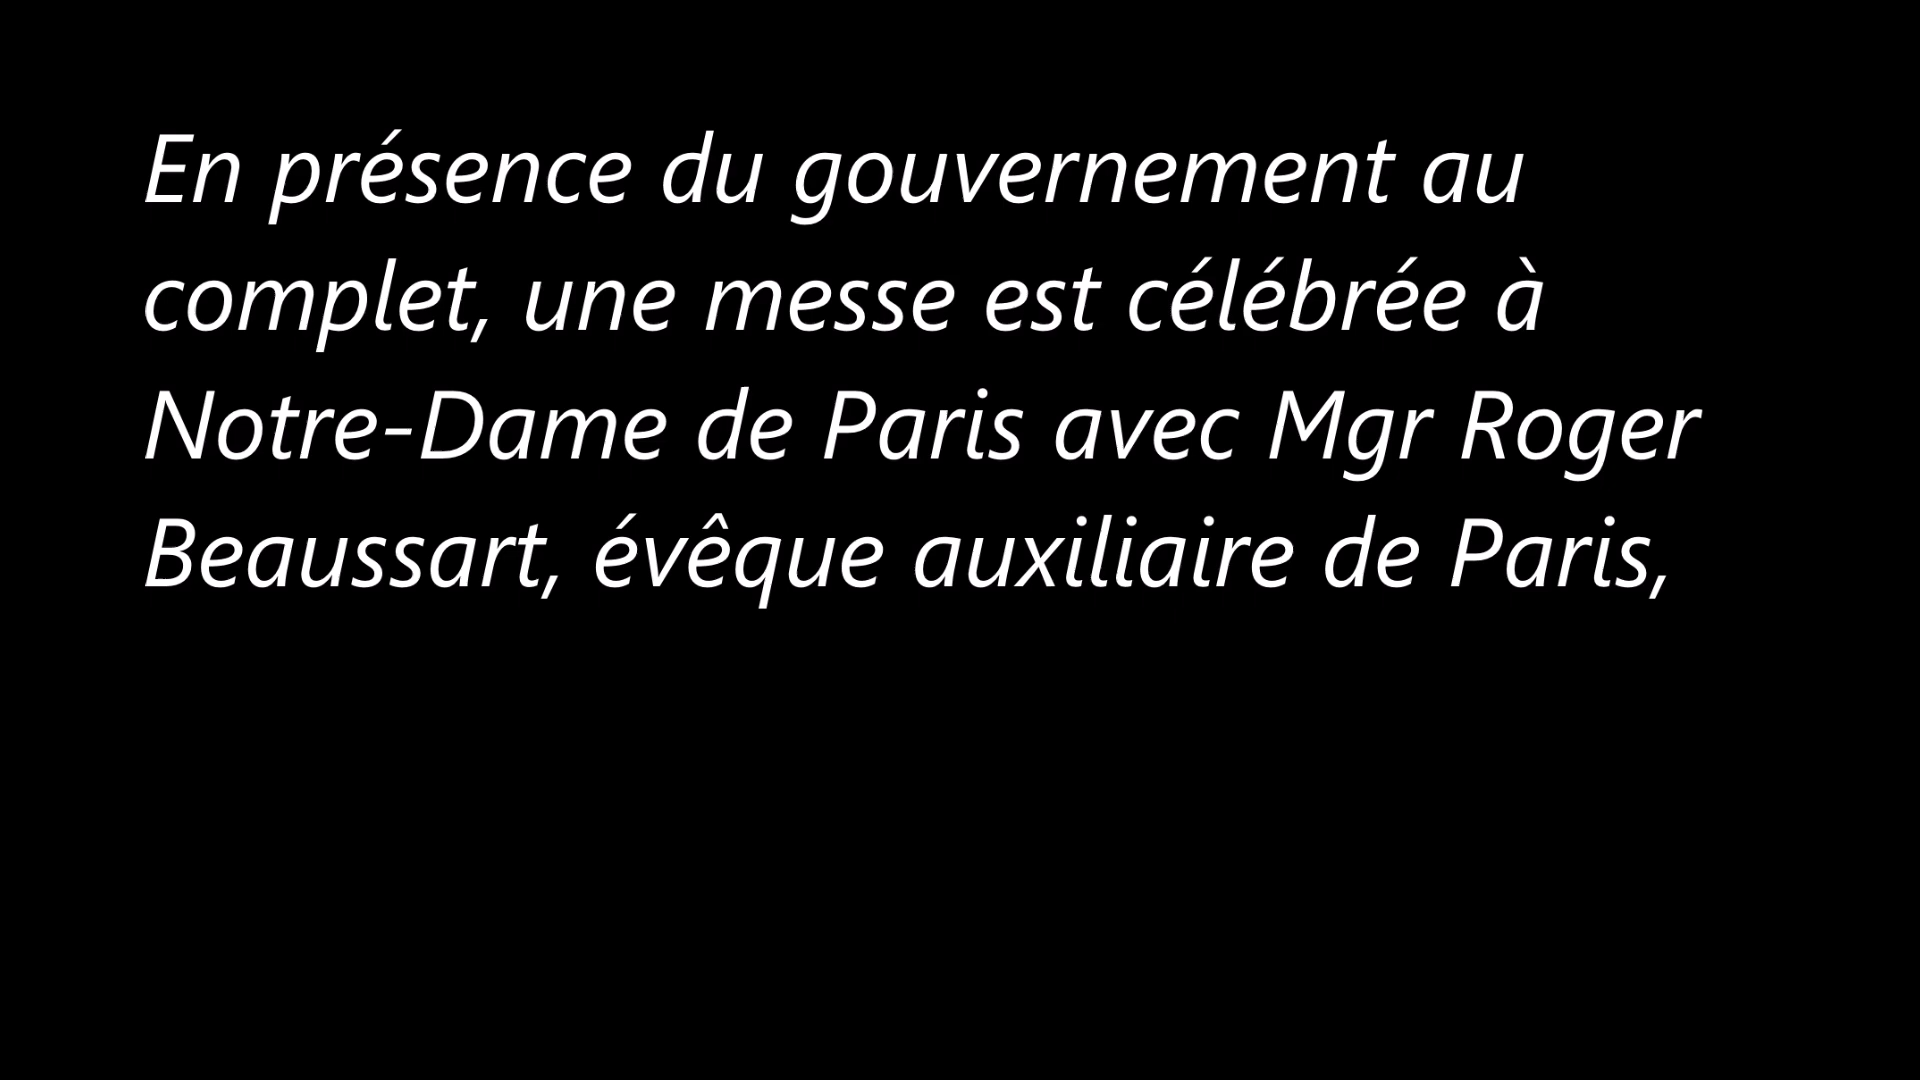 En présence du gouvernement au
complet, une messe est célébrée à
Notre-Dame de Paris avec Mgr Roger
Beaussart, évêque auxiliaire de Paris,